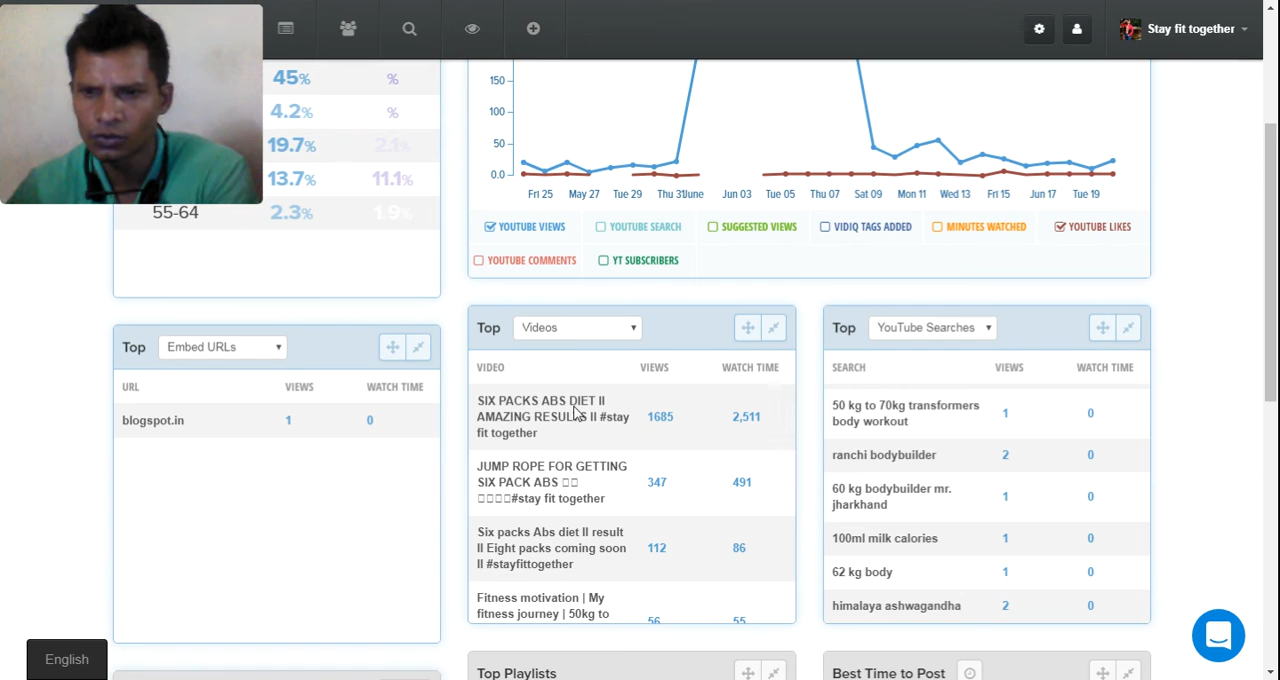 Stay fit together
45% %
4.2% %
19.7% 2.1%
13.7% 11.1%
55-64 2.3% 1.9%
150
100
50
0.0
Fri 25 May 27 Tue 29 Thu 31 June Jun 03 Tue 05 Thu 07 Sat 09 Mon 11 Wed 13 Fri 15 Jun 17 Tue 19
YOUTUBE VIEWS YOUTUBE SEARCH SUGGESTED VIEWS VIDIQ TAGS ADDED MINUTES WATCHED YOUTUBE LIKES
YOUTUBE COMMENTS YT SUBSCRIBERS
Top Embed URLs
URL VIEWS WATCH TIME
blogspot.in 1 0
Top Videos
VIDEO VIEWS WATCH TIME
SIX PACKS ABS DIET II
AMAZING RESULTS II #stay 1685 2,511
fit together
JUMP ROPE FOR GETTING
SIX PACK ABS 347 491
#stay fit together
Six packs Abs diet II result
II Eight packs coming soon 112 86
II #stayfittogether
Fitness motivation | My
fitness journey | 50kg to 56 55
Top YouTube Searches
SEARCH VIEWS WATCH TIME
50 kg to 70kg transformers
body workout 1 0
ranchi bodybuilder 2 0
60 kg bodybuilder mr.
jharkhand 1 0
100ml milk calories 1 0
62 kg body 1 0
himalaya ashwagandha 2 0
Top Playlists
Best Time to Post
English